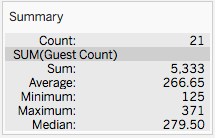 Summary
Count: 21
SUM(Guest Count)
Sum: 5,333
Average: 266.65
Minimum: 125
Maximum: 371
Median: 279.50